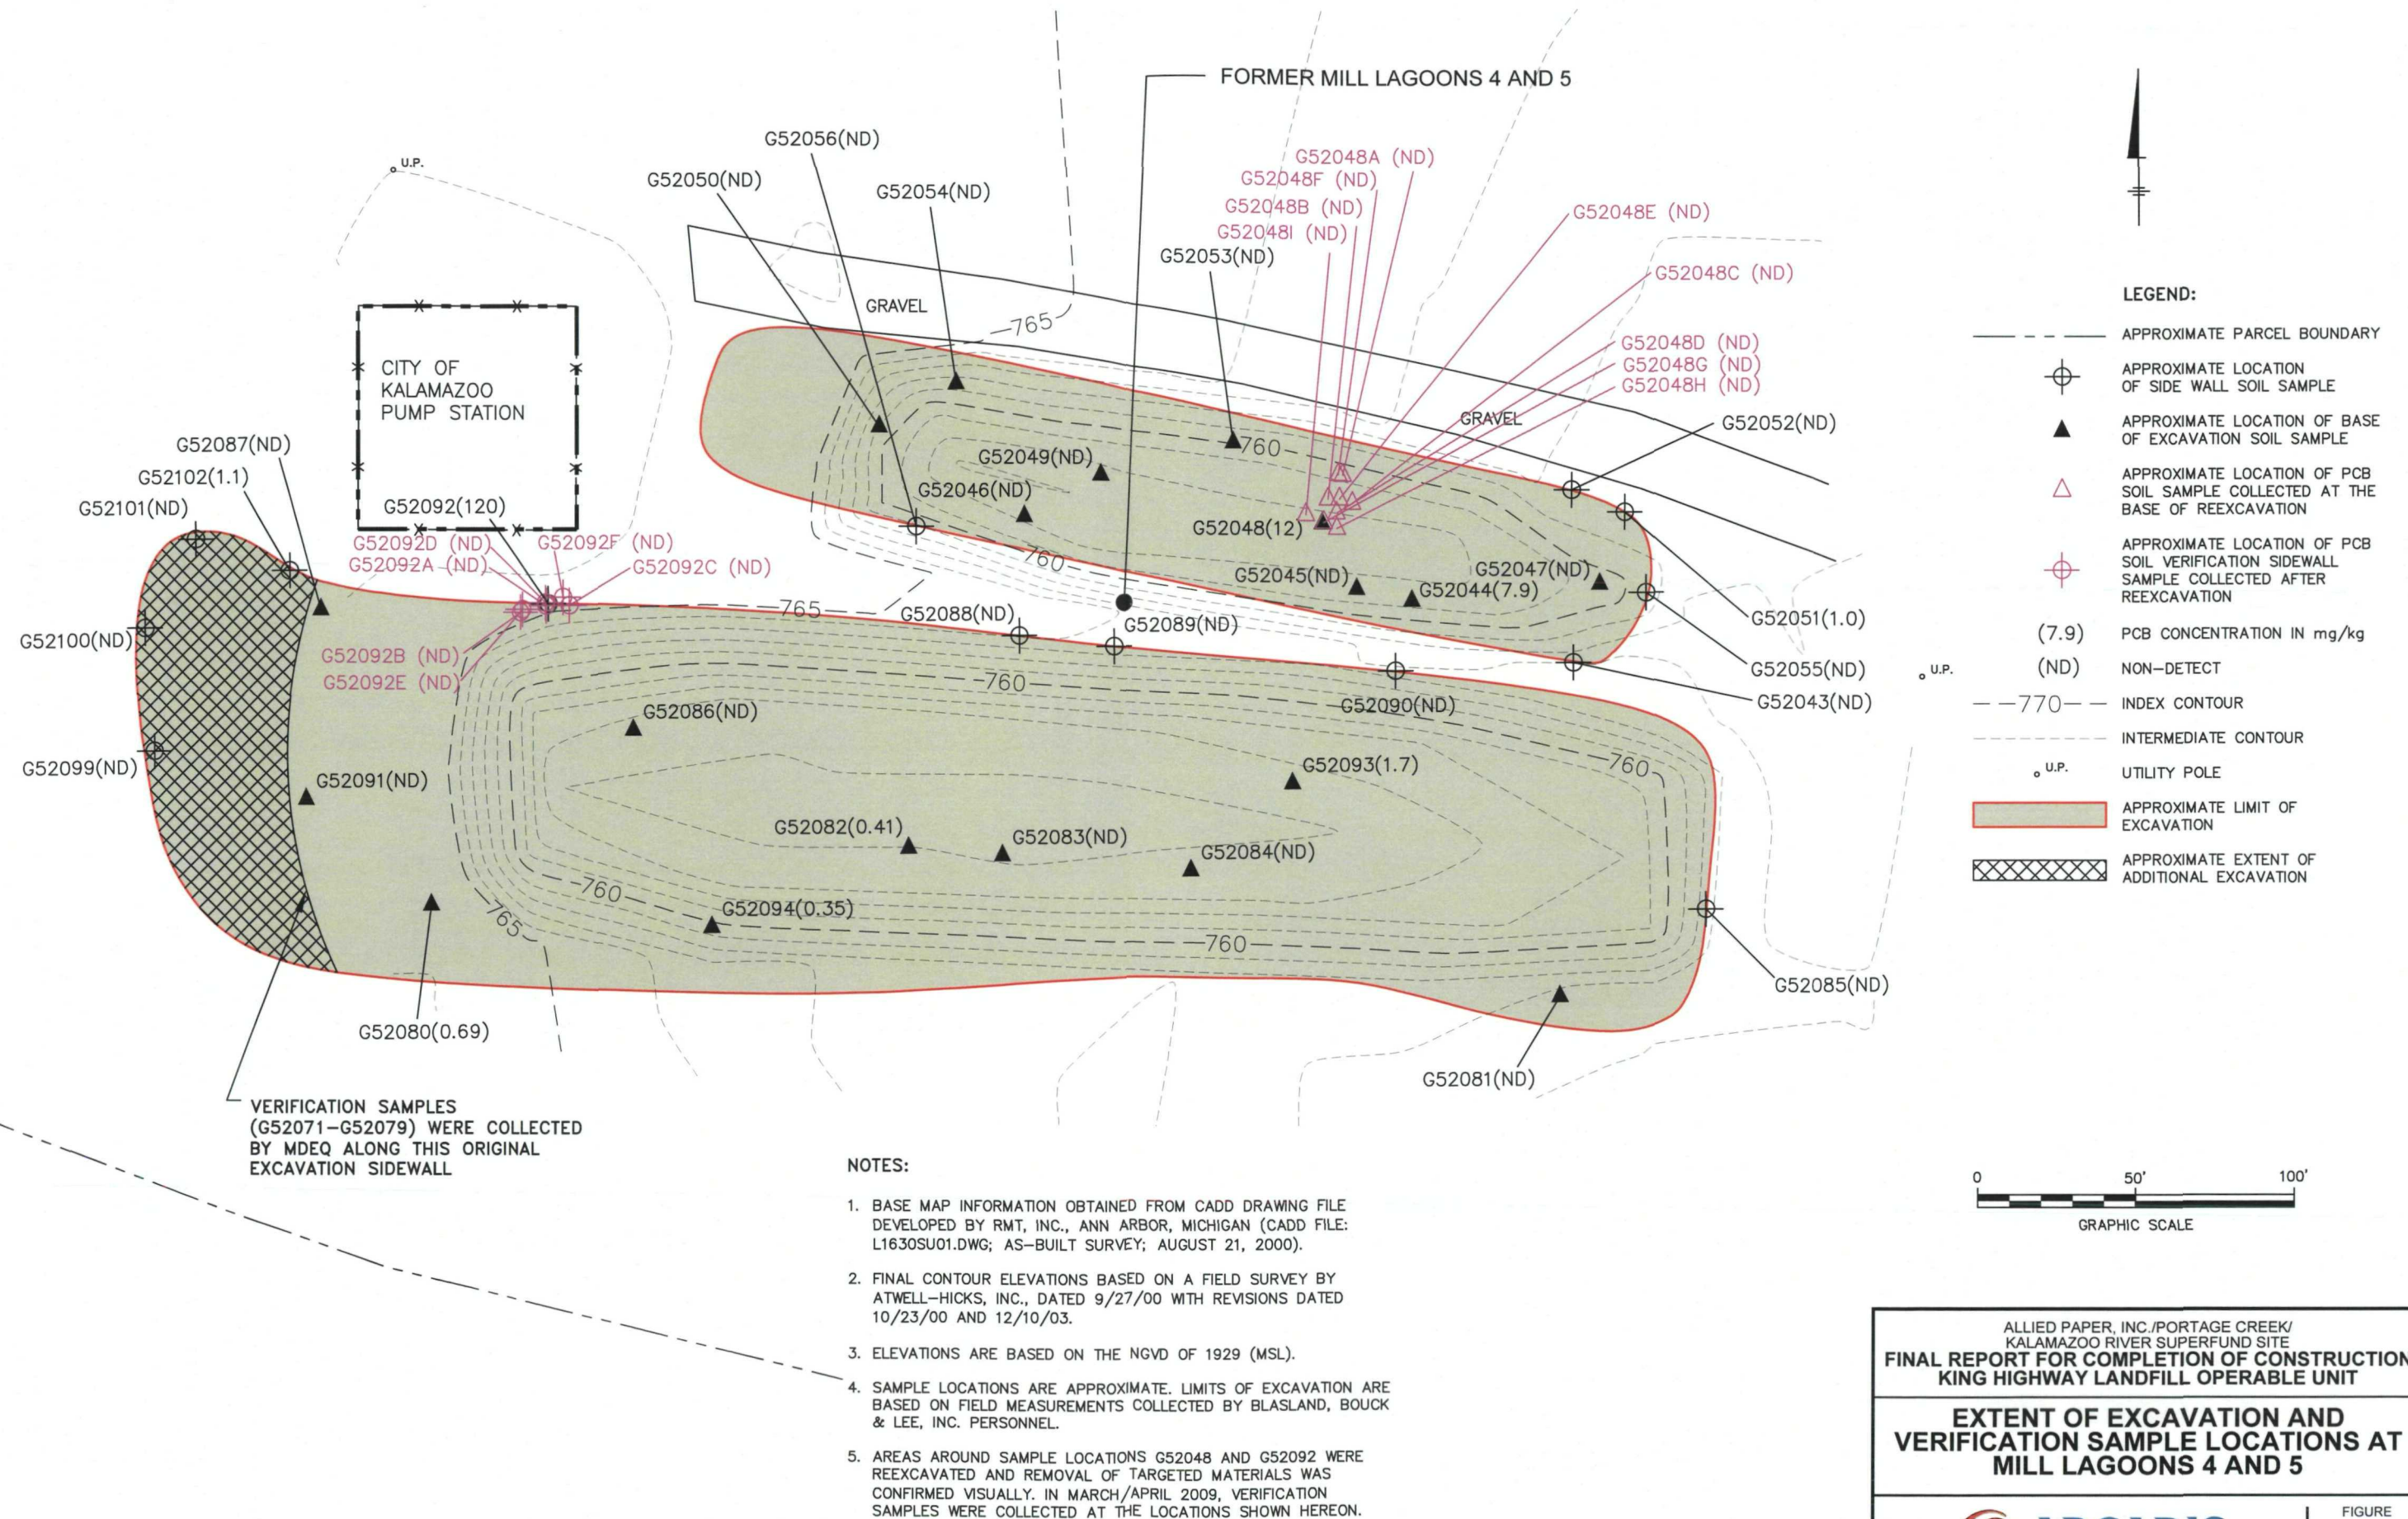 FORMER MILL LAGOONS 4 AND 5
G52056(ND)
G52050(ND)
G52054(ND)
G52048A (ND)
G52048F (ND)
G52048B (ND)
G52048I (ND)
G52053(ND)
G52048E (ND)
G52048C (ND)
G52048D (ND)
G52048G (ND)
G52048H (ND)
G52052(ND)
U.P.
GRAVEL
765
GRAVEL
CITY OF
KALAMAZOO
PUMP STATION
G52087(ND)
G52102(1.1)
G52101(ND)
G52092(120)
G52092D (ND)
G52092F (ND)
G52092A (ND)
G52092C (ND)
G52100(ND)
G52092B (ND)
G52092E (ND)
G52099(ND)
G52049(ND)
760
G52046(ND)
G52048(12)
760
G52045(ND)
G52047(ND)
G52044(7.9)
765
G52088(ND)
G52089(ND)
G52051(1.0)
G52055(ND)
U.P.
G52043(ND)
760
G52090(ND)
G52086(ND)
G52091(ND)
G52093(1.7)
760
G52082(0.41)
G52083(ND)
G52084(ND)
760
G52094(0.35)
765
760
G52080(0.69)
G52085(ND)
G52081(ND)
VERIFICATION SAMPLES
(G52071–G52079) WERE COLLECTED
BY MDEQ ALONG THIS ORIGINAL
EXCAVATION SIDEWALL
LEGEND:
APPROXIMATE PARCEL BOUNDARY
APPROXIMATE LOCATION
OF SIDE WALL SOIL SAMPLE
APPROXIMATE LOCATION OF BASE
OF EXCAVATION SOIL SAMPLE
APPROXIMATE LOCATION OF PCB
SOIL SAMPLE COLLECTED AT THE
BASE OF REEXCAVATION
APPROXIMATE LOCATION OF PCB
SOIL VERIFICATION SIDEWALL
SAMPLE COLLECTED AFTER
REEXCAVATION
(7.9) PCB CONCENTRATION IN mg/kg
(ND) NON-DETECT
770 INDEX CONTOUR
INTERMEDIATE CONTOUR
U.P. UTILITY POLE
APPROXIMATE LIMIT OF
EXCAVATION
APPROXIMATE EXTENT OF
ADDITIONAL EXCAVATION
NOTES:
1. BASE MAP INFORMATION OBTAINED FROM CADD DRAWING FILE
DEVELOPED BY RMT, INC., ANN ARBOR, MICHIGAN (CADD FILE:
L1630SU01.DWG; AS–BUILT SURVEY; AUGUST 21, 2000).
2. FINAL CONTOUR ELEVATIONS BASED ON A FIELD SURVEY BY
ATWELL–HICKS, INC., DATED 9/27/00 WITH REVISIONS DATED
10/23/00 AND 12/10/03.
3. ELEVATIONS ARE BASED ON THE NGVD OF 1929 (MSL).
4. SAMPLE LOCATIONS ARE APPROXIMATE. LIMITS OF EXCAVATION ARE
BASED ON FIELD MEASUREMENTS COLLECTED BY BLASLAND, BOUCK
& LEE, INC. PERSONNEL.
5. AREAS AROUND SAMPLE LOCATIONS G52048 AND G52092 WERE
REEXCAVATED AND REMOVAL OF TARGETED MATERIALS WAS
CONFIRMED VISUALLY. IN MARCH/APRIL 2009, VERIFICATION
SAMPLES WERE COLLECTED AT THE LOCATIONS SHOWN HEREON.
0 50' 100'
GRAPHIC SCALE
ALLIED PAPER, INC./PORTAGE CREEK/
KALAMAZOO RIVER SUPERFUND SITE
FINAL REPORT FOR COMPLETION OF CONSTRUCTION
KING HIGHWAY LANDFILL OPERABLE UNIT
EXTENT OF EXCAVATION AND
VERIFICATION SAMPLE LOCATIONS AT
MILL LAGOONS 4 AND 5
FIGURE